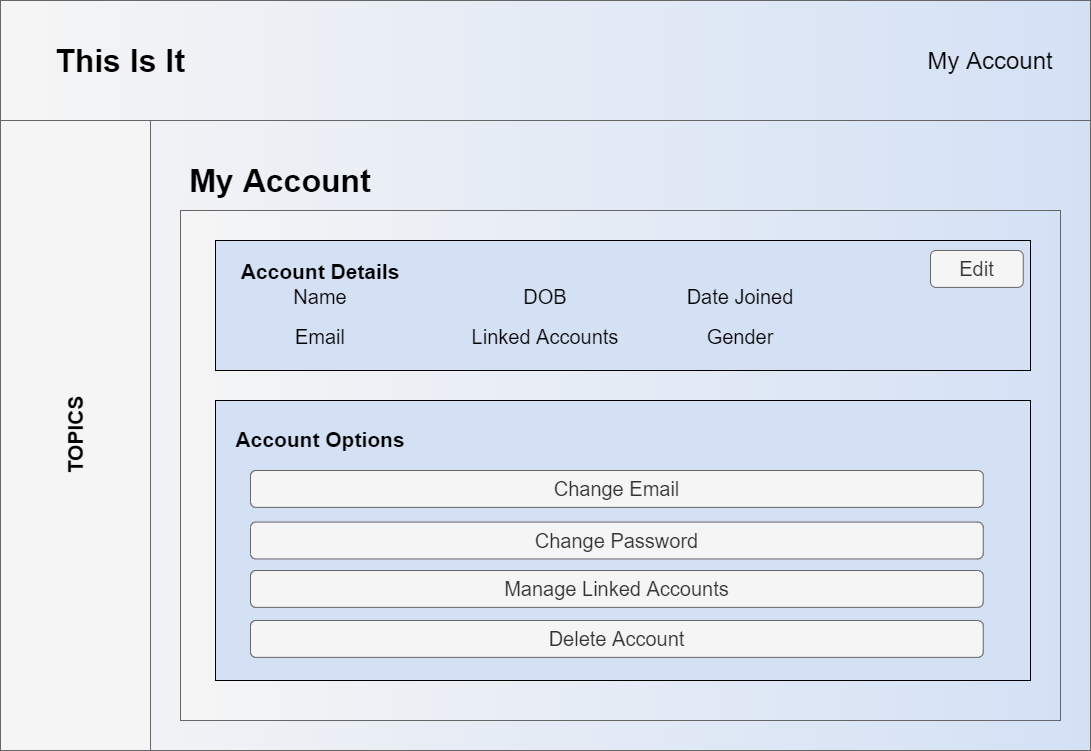 This Is It
My Account
TOPICS
My Account
Account Details
Edit
Name DOB Date Joined
Email Linked Accounts Gender
Account Options
Change Email
Change Password
Manage Linked Accounts
Delete Account